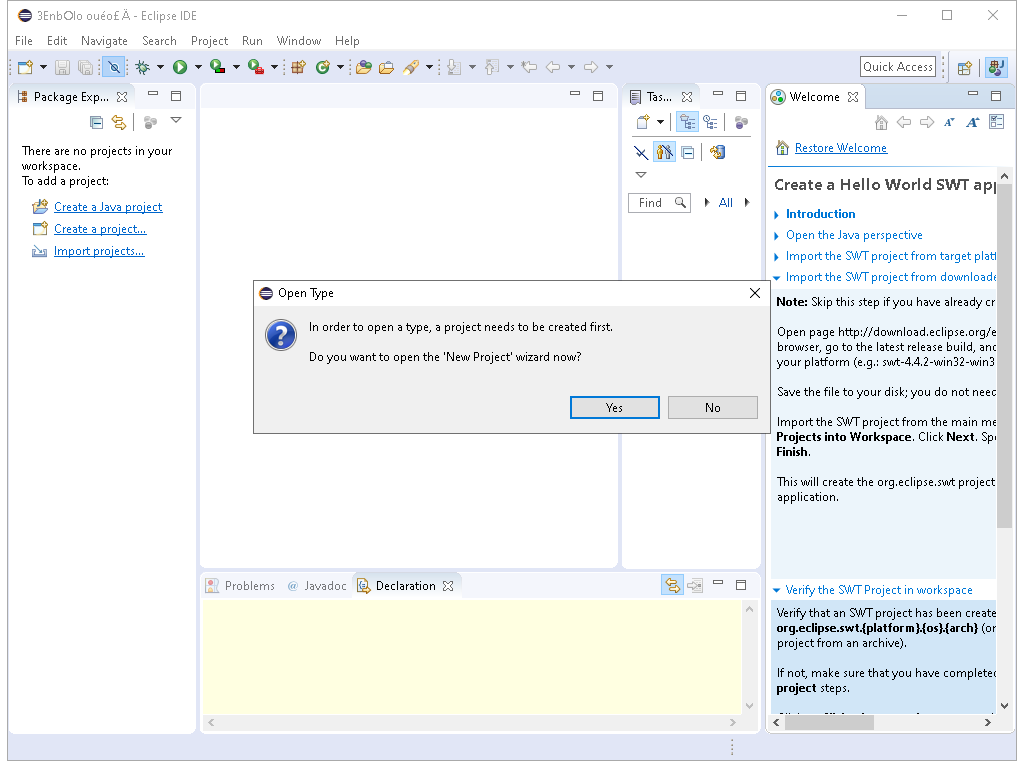 3EnbOlo ouéo£Ä - Eclipse IDE
File Edit Navigate Search Project Run Window Help
Quick Access
Package Exp...
There are no projects in your
workspace.
To add a project:
Create a Java project
Create a project...
Import projects...
Tas...
Find
All
Welcome
Restore Welcome
Create a Hello World SWT app
Introduction
Open the Java perspective
Import the SWT project from target platf
Import the SWT project from downloade
Note: Skip this step if you have already cr
Open page http://download.eclipse.org/e
browser, go to the latest release build, and
your platform (e.g.: swt-4.4.2-win32-win3
Save the file to your disk; you do not need
Import the SWT project from the main me
Projects into Workspace. Click Next. Spe
Finish.
This will create the org.eclipse.swt project
application.
Verify the SWT Project in workspace
Verify that an SWT project has been create
org.eclipse.swt.{platform}.{os}.{arch} (or
project from an archive).
If not, make sure that you have completed
project steps.
Open Type
In order to open a type, a project needs to be created first.
Do you want to open the 'New Project' wizard now?
Yes
No
Problems
@ Javadoc
Declaration